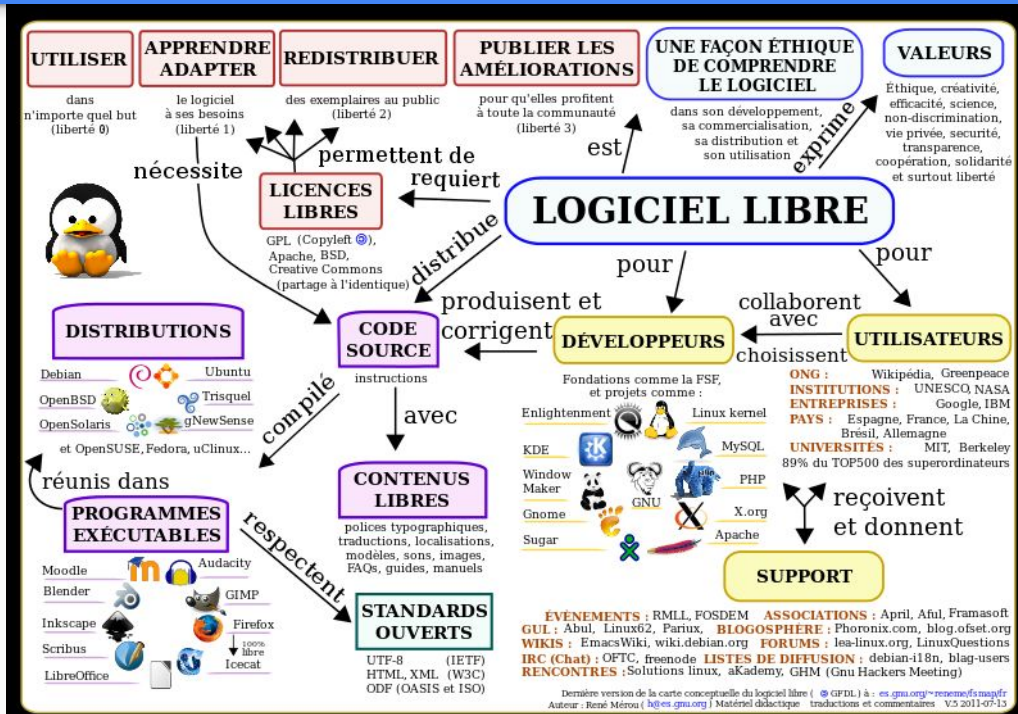 UTILISER
dans
n'importe quel but
(liberté 0)
APPRENDRE
ADAPTER
le logiciel
à ses besoins
(liberté 1)
REDISTRIBUER
des exemplaires au public
(liberté 2)
PUBLIER LES
AMÉLIORATIONS
pour qu'elles profitent
à toute la communauté
(liberté 3)
UNE FAÇON ÉTHIQUE
DE COMPRENDRE
LE LOGICIEL
dans son développement,
sa commercialisation,
sa distribution et
son utilisation
VALEURS
Éthique, créativité,
efficacité, science,
non-discrimination,
vie privée, securité,
transparence,
coopération, solidarité
et surtout liberté
nécessite
permettent de
requiert
est
exprime
LICENCES
LIBRES
GPL (Copyleft),
Apache, BSD,
Creative Commons
(partage à l'identique)
LOGICIEL LIBRE
distribue
pour
pour
DISTRIBUTIONS
Debian
Ubuntu
OpenBSD
Trisquel
OpenSolaris
gNewSense
et OpenSUSE, Fedora, uClinux...
CODE
SOURCE
instructions
produisent et
corrigent
DÉVELOPPEURS
collaborent
avec
choisissent
UTILISATEURS
Fondations comme la FSF,
et projets comme :
Enlightenment
Linux kernel
KDE
MySQL
Window
Maker
GNU
PHP
Gnome
X.org
Sugar
Apache
ONG : Wikipédia, Greenpeace
INSTITUTIONS : UNESCO, NASA
ENTREPRISES : Google, IBM
PAYS : Espagne, France, La Chine,
Brésil, Allemagne
UNIVERSITÉS : MIT, Berkeley
89% du TOP500 des superordinateurs
compilé
avec
réunis dans
PROGRAMMES
EXÉCUTABLES
respectent
CONTENUS
LIBRES
polices typographiques,
traductions, localisations,
modèles, sons, images,
FAQs, guides, manuels
reçoivent
et donnent
Moodle
Audacity
Blender
GIMP
Inkscape
Firefox
100%
libre
Scribus
Icecat
LibreOffice
STANDARDS
OUVERTS
UTF-8 (IETF)
HTML, XML (W3C)
ODF (OASIS et ISO)
SUPPORT
ÉVÈNEMENTS : RMLL, FOSDEM ASSOCIATIONS : April, Aful, Framasoft
GUL : Abul, Linux62, Pariux, BLOGOSPHÈRE : Phoronix.com, blog.ofset.org
WIKIS : EmacsWiki, wiki.debian.org FORUMS : lea-linux.org, LinuxQuestions
IRC (Chat) : OFTC, freenode LISTES DE DIFFUSION : debian-i18n, blag-users
RENCONTRES : Solutions linux, aKademy, GHM (Gnu Hackers Meeting)
Dernière version de la carte conceptuelle du logiciel libre ( GFDL ) à : es.gnu.org/~reneme/fsmap/fr
Auteur : René Mérou ( h@es.gnu.org ) Matériel didactique traductions et commentaires V.5 2011-07-13